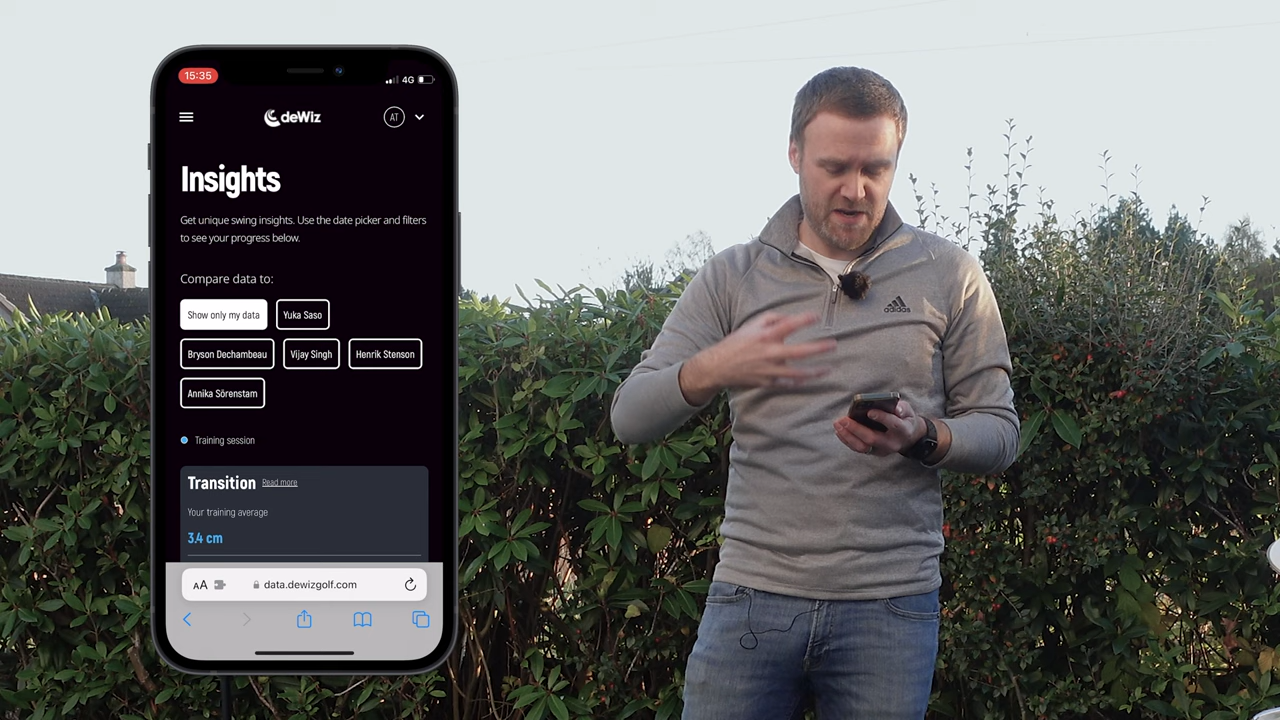 15:35
4G
deWiz
AT
Insights
Get unique swing insights. Use the date picker and filters
to see your progress below.
Compare data to:
Show only my data
Yuka Saso
Bryson Dechambeau
Vijay Singh
Henrik Stenson
Annika Sörenstam
Training session
Transition Read more
Your training average
3.4 cm
AA
data.dewizgolf.com
adidas